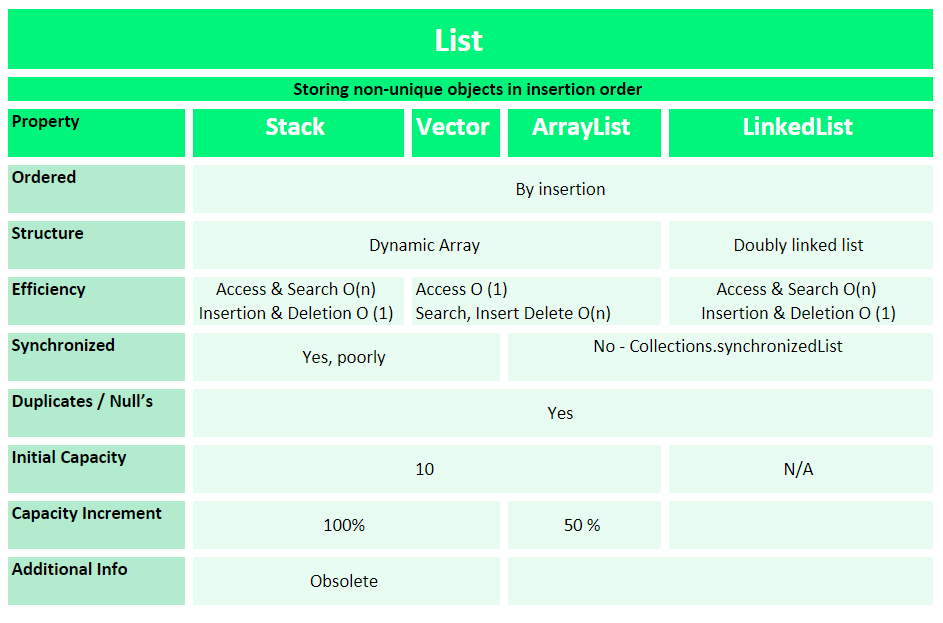 List
Storing non-unique objects in insertion order
Property Stack Vector ArrayList LinkedList
Ordered By insertion
Structure Dynamic Array Doubly linked list
Efficiency Access & Search O(n) Access O (1) Access & Search O(n)
Insertion & Deletion O (1) Search, Insert Delete O(n) Insertion & Deletion O (1)
Synchronized Yes, poorly No - Collections.synchronizedList
Duplicates / Null’s Yes
Initial Capacity 10 N/A
Capacity Increment 100% 50 %
Additional Info Obsolete